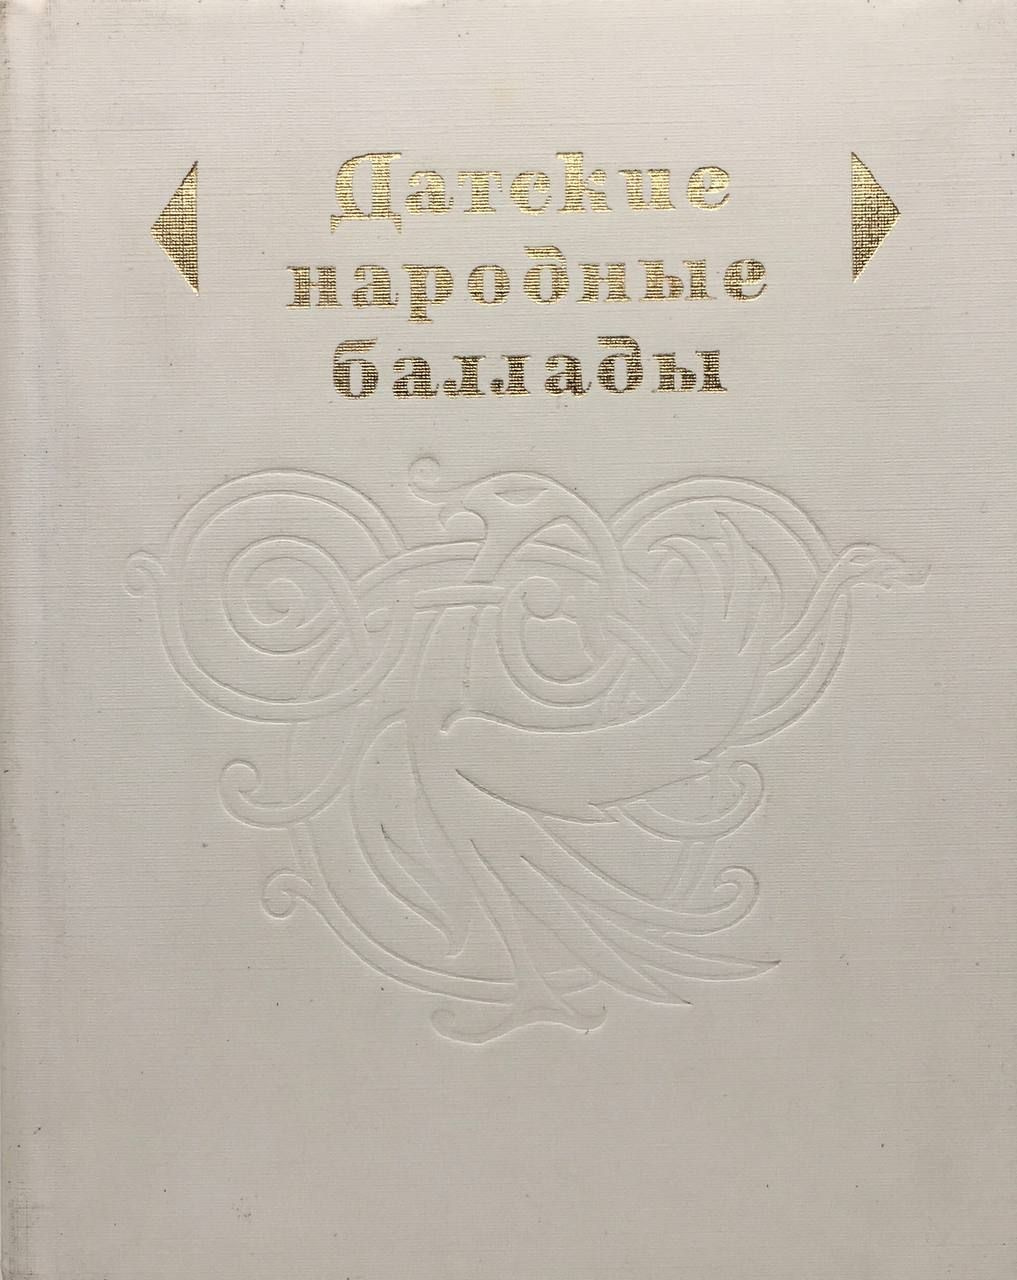 Датские
народные
баллады